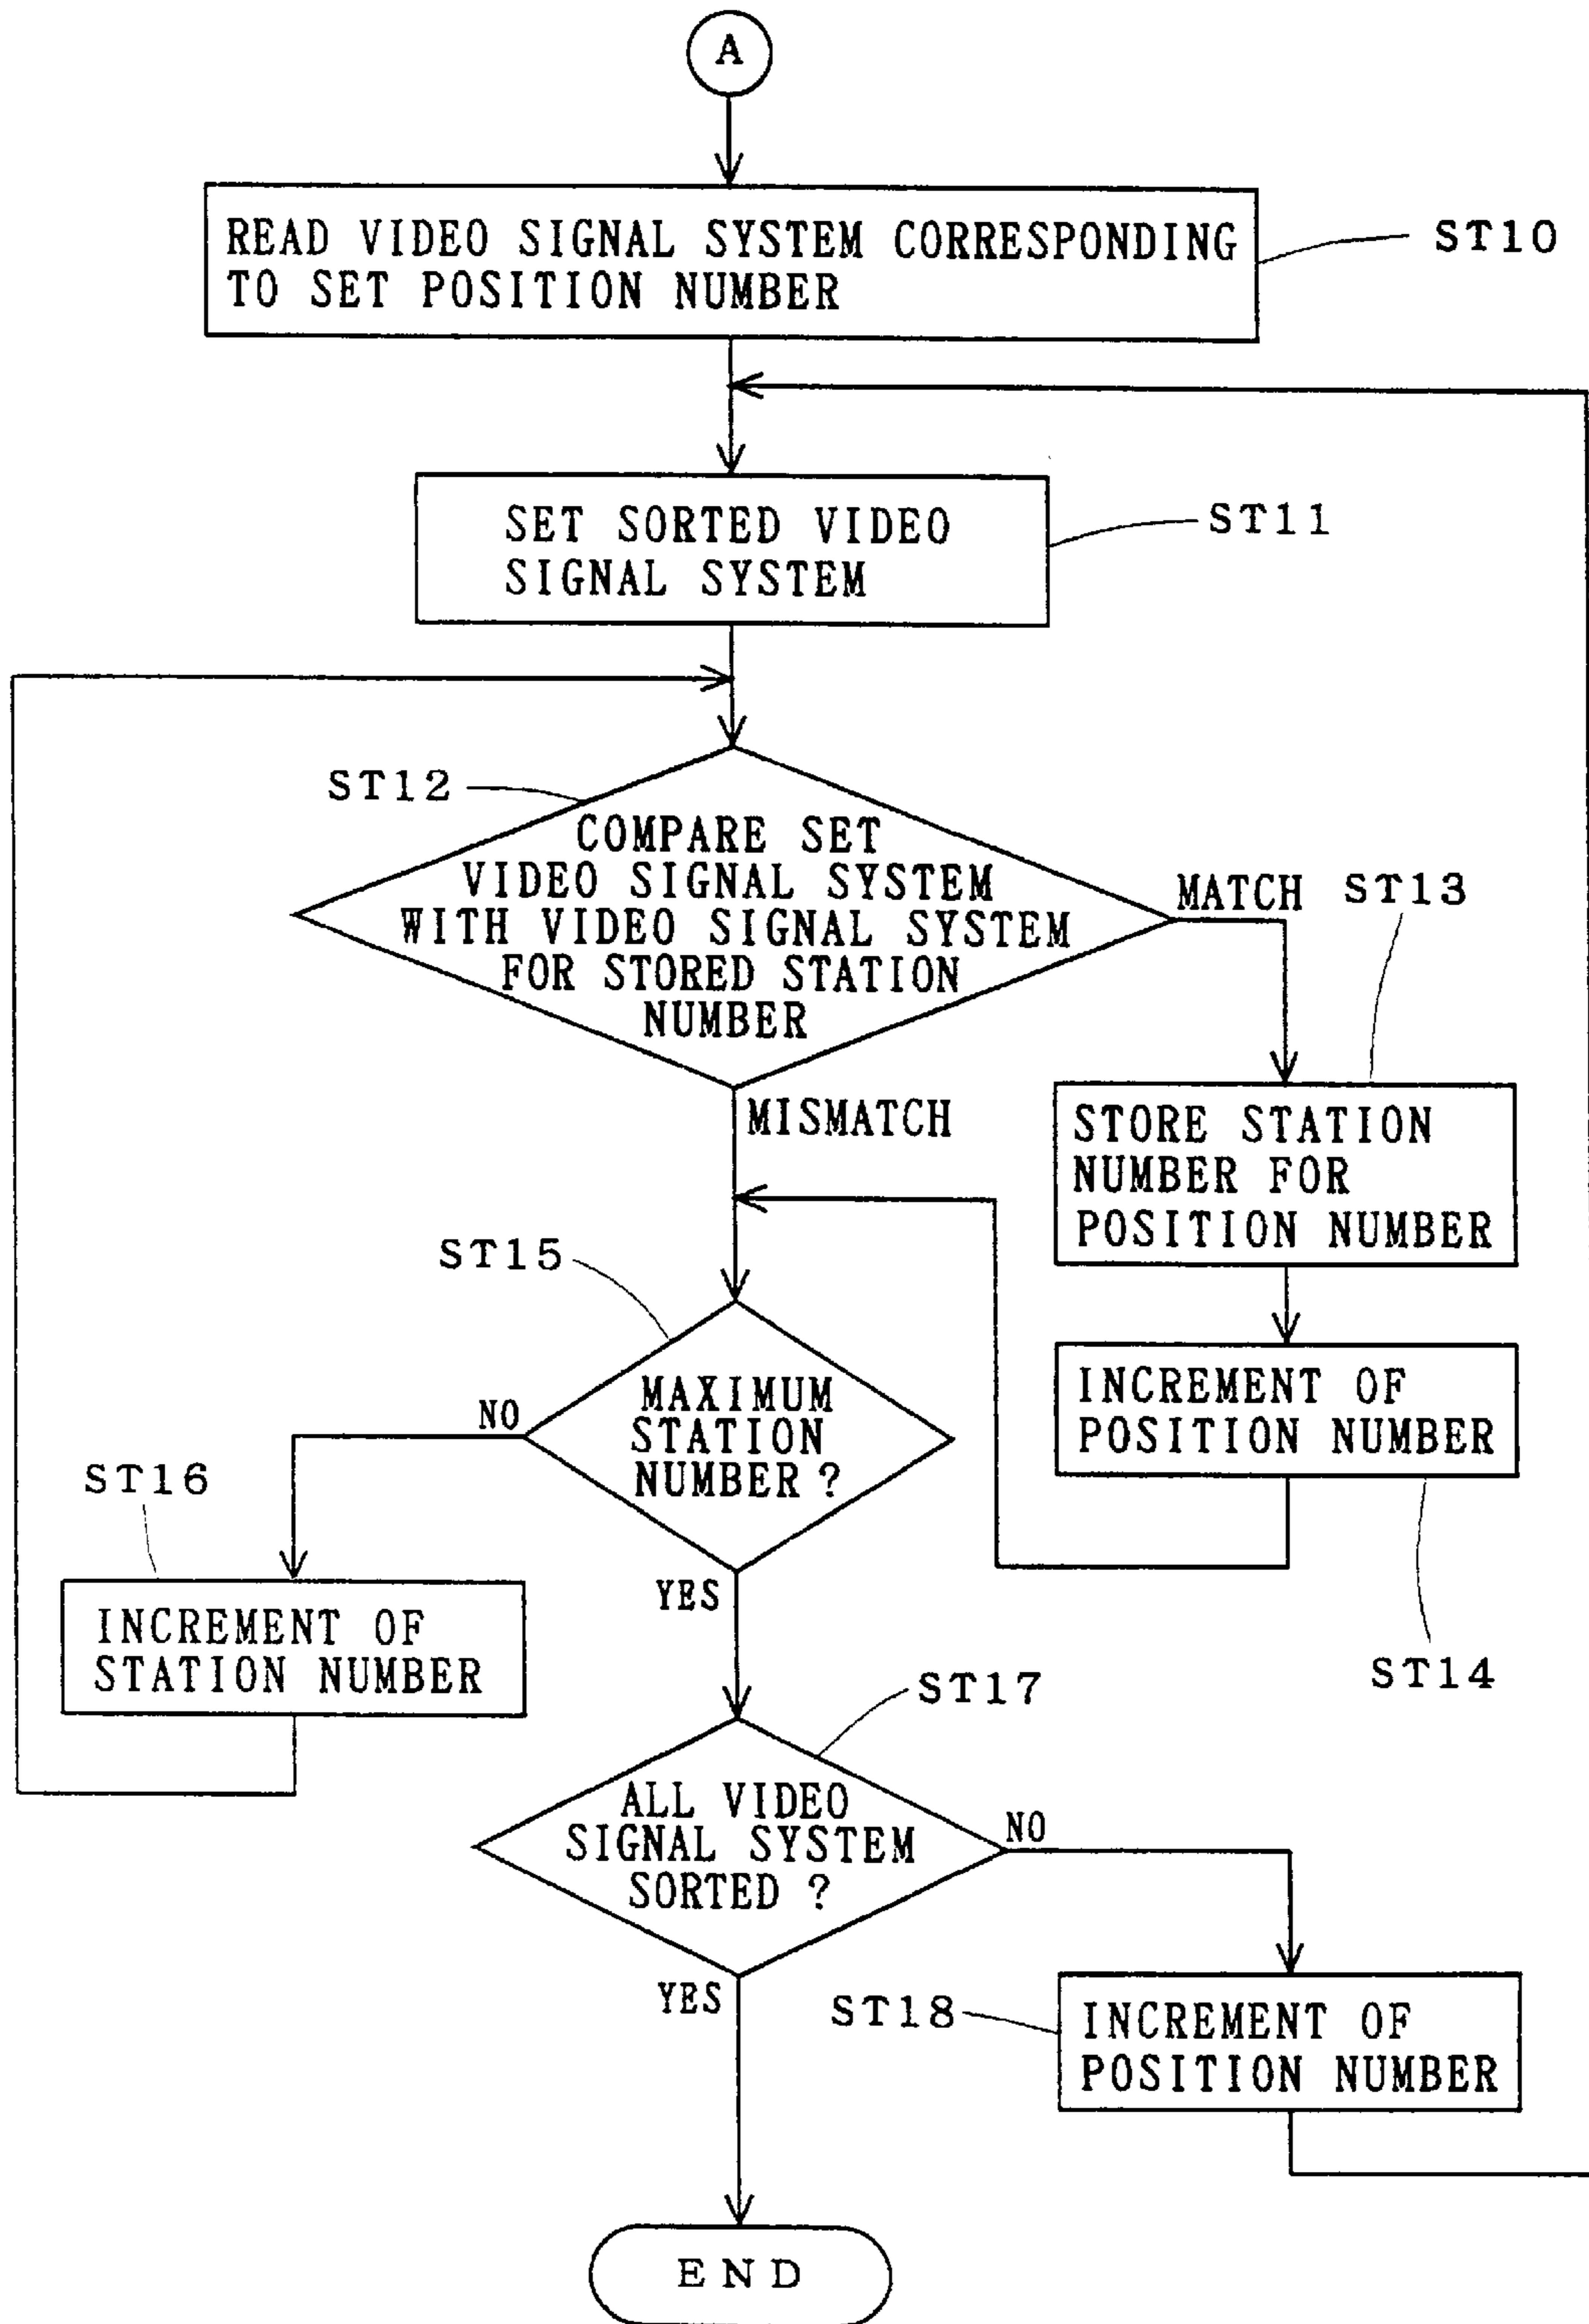 A
READ VIDEO SIGNAL SYSTEM CORRESPONDING
TO SET POSITION NUMBER
ST10
SET SORTED VIDEO
SIGNAL SYSTEM
ST11
ST12
COMPARE SET
VIDEO SIGNAL SYSTEM
WITH VIDEO SIGNAL SYSTEM
FOR STORED STATION
NUMBER
MATCH
ST13
MISMATCH
STORE STATION
NUMBER FOR
POSITION NUMBER
ST15
MAXIMUM
STATION
NUMBER ?
NO
INCREMENT OF
POSITION NUMBER
ST14
ST16
YES
INCREMENT OF
STATION NUMBER
ST17
ALL VIDEO
SIGNAL SYSTEM
SORTED ?
NO
YES
ST18
INCREMENT OF
POSITION NUMBER
END